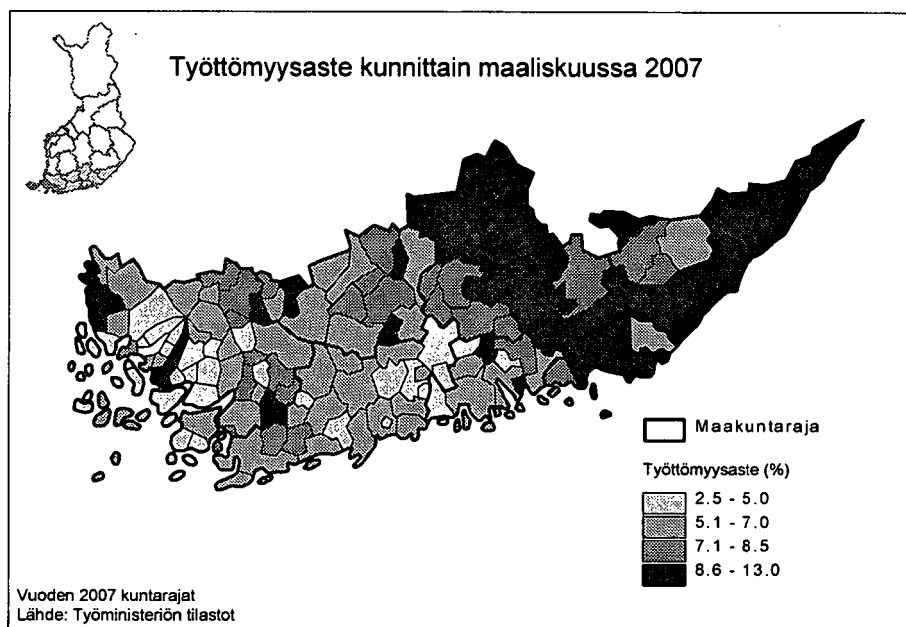 Työttömyysaste kunnittain maaliskuussa 2007
Maakuntaraja
Työttömyysaste (%)
2.5 - 5.0
5.1 - 7.0
7.1 - 8.5
8.6 - 13.0
Vuoden 2007 kuntarajat
Lähde: Työministeriön tilastot